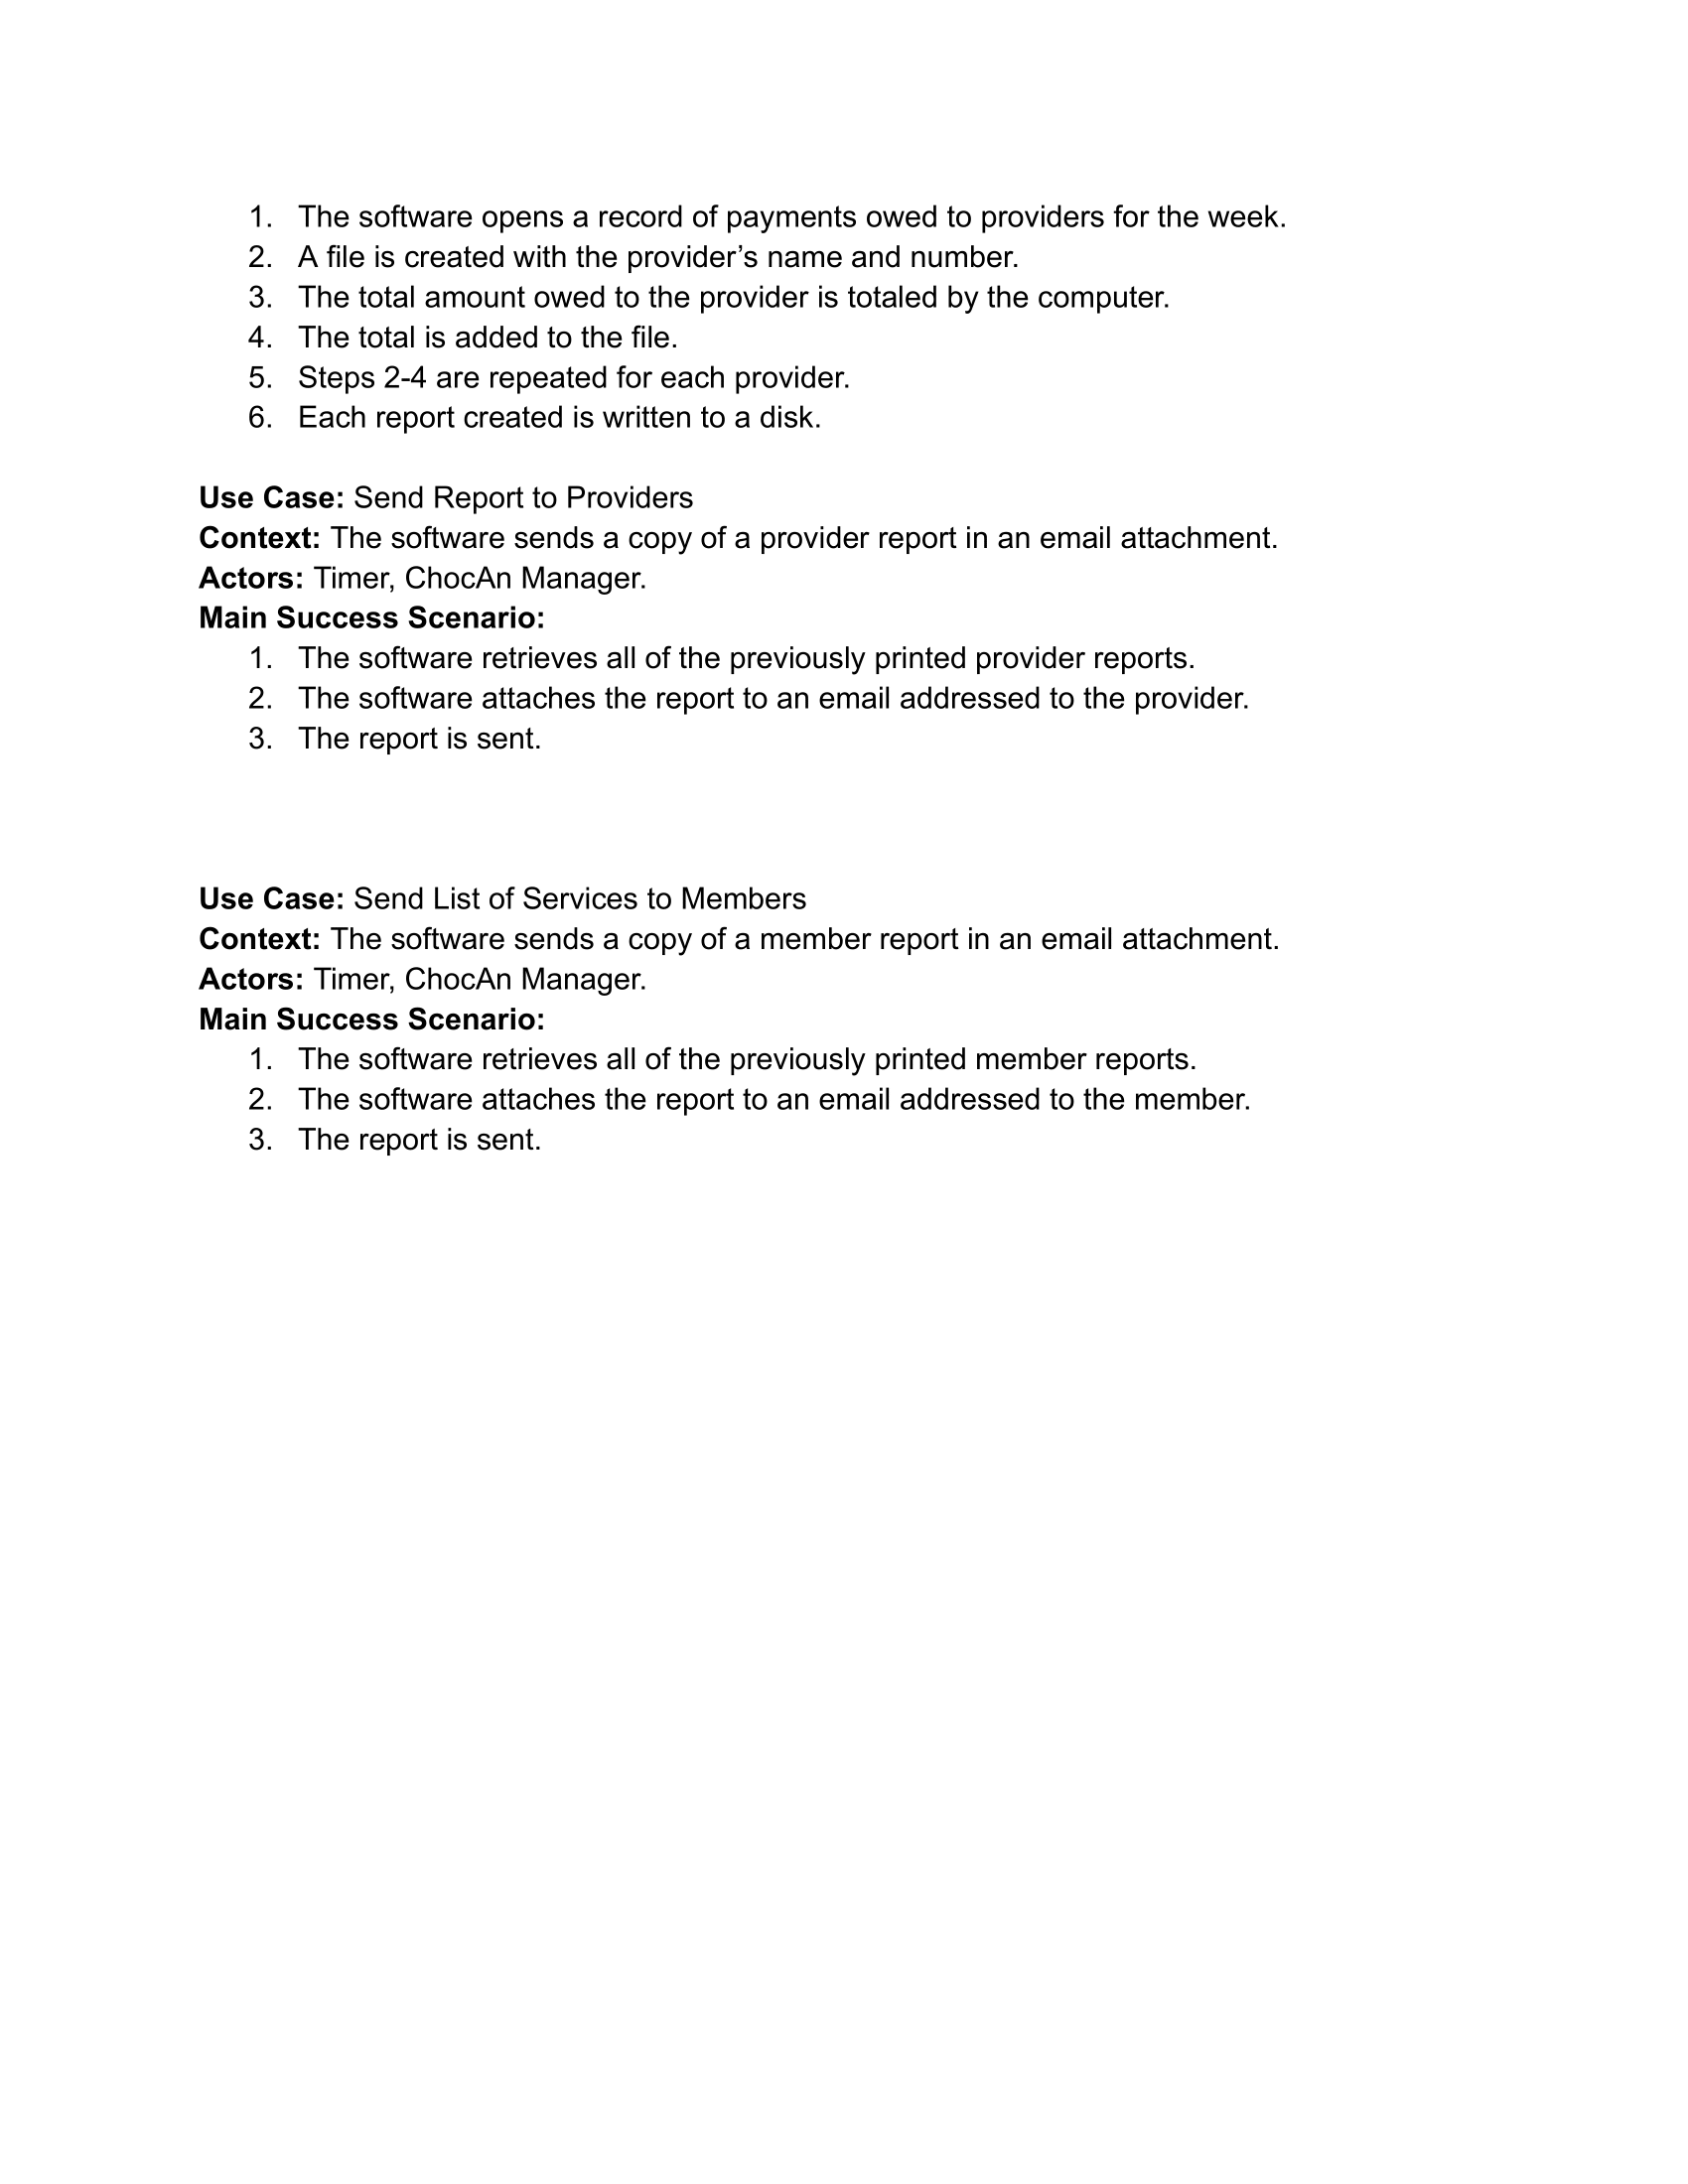 1. The software opens a record of payments owed to providers for the week.
2. A file is created with the provider’s name and number.
3. The total amount owed to the provider is totaled by the computer.
4. The total is added to the file.
5. Steps 2-4 are repeated for each provider.
6. Each report created is written to a disk.
Use Case: Send Report to Providers
Context: The software sends a copy of a provider report in an email attachment.
Actors: Timer, ChocAn Manager.
Main Success Scenario:
1. The software retrieves all of the previously printed provider reports.
2. The software attaches the report to an email addressed to the provider.
3. The report is sent.
Use Case: Send List of Services to Members
Context: The software sends a copy of a member report in an email attachment.
Actors: Timer, ChocAn Manager.
Main Success Scenario:
1. The software retrieves all of the previously printed member reports.
2. The software attaches the report to an email addressed to the member.
3. The report is sent.